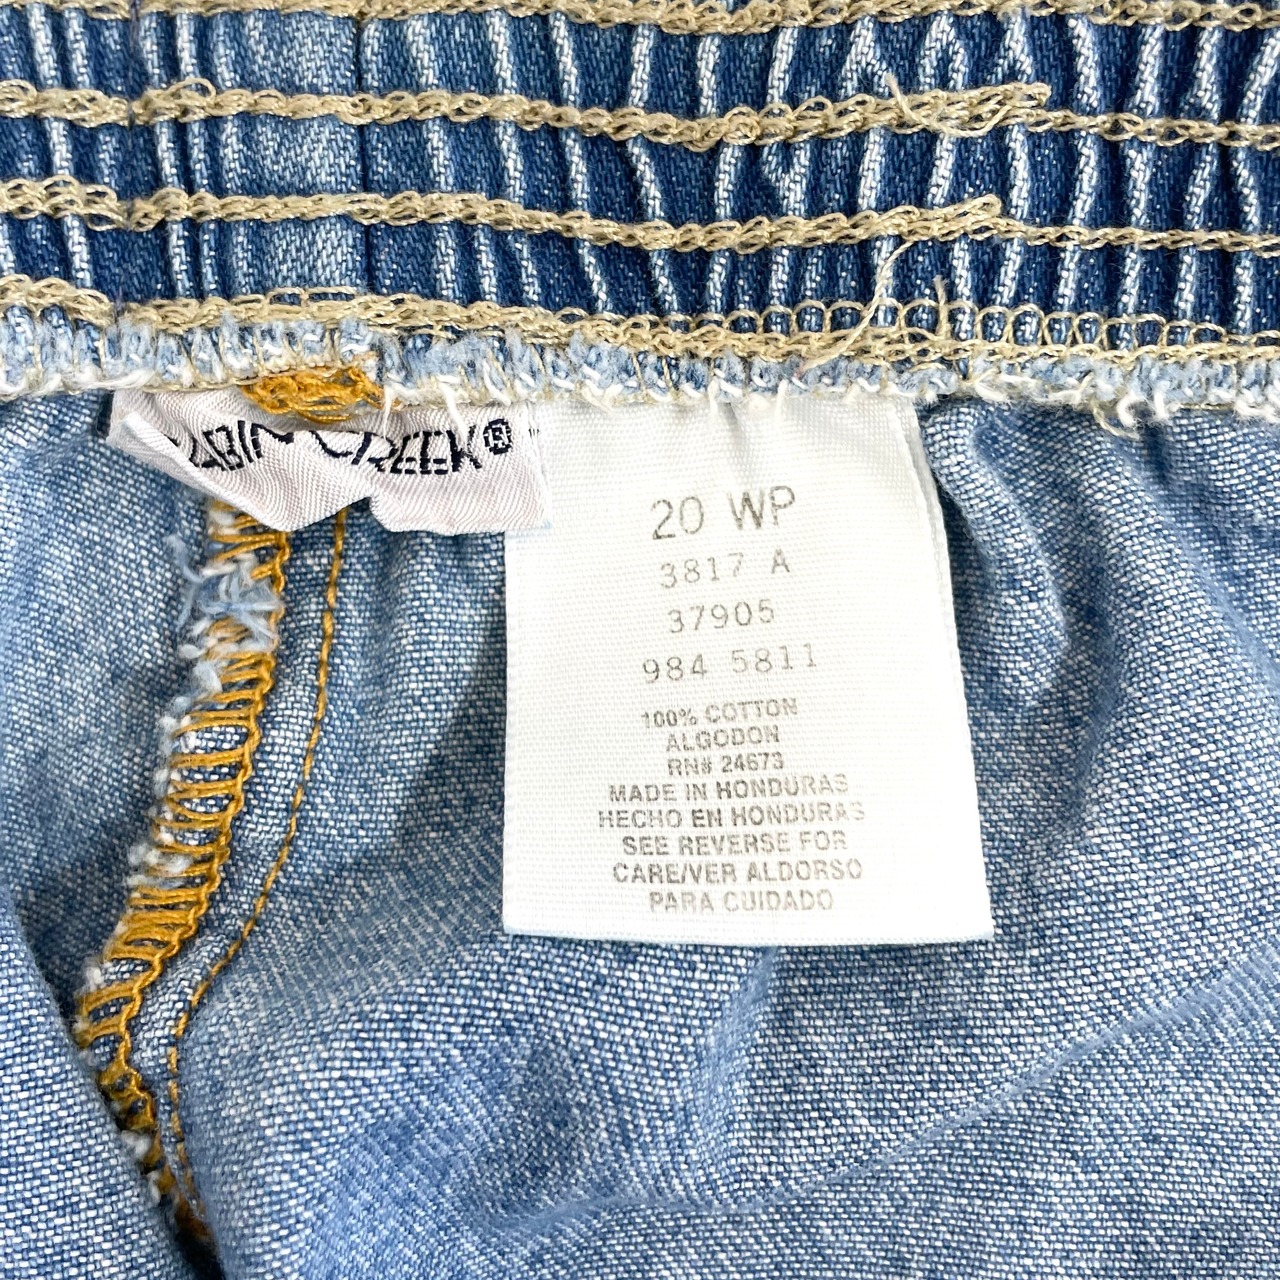 CABIN CREEK®
20 WP
3817 A
37905
984 5811
100% COTTON
ALGODON
RN# 24673
MADE IN HONDURAS
HECHO EN HONDURAS
SEE REVERSE FOR
CARE/VER ALDORSO
PARA CUIDADO